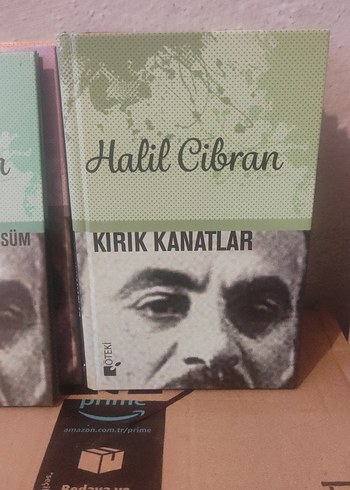 Halil Cibran
KIRIK KANATLAR
ÖTEKİ
SÜM
prime
amazon.com.tr/prime
Bedava ve